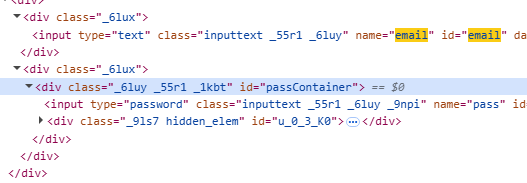 <div class="_6lux">
<input type="text" class="inputtext _55r1 _6luy" name="email" id="email" da
</div>
<div class="_6lux">
<div class="_6luy _55r1 _1kbt" id="passContainer"> == $0
<input type="password" class="inputtext _55r1 _6luy _9npi" name="pass" id
<div class="_9ls7 hidden_elem" id="u_0_3_K0"> … </div>
</div>
</div>
</div>